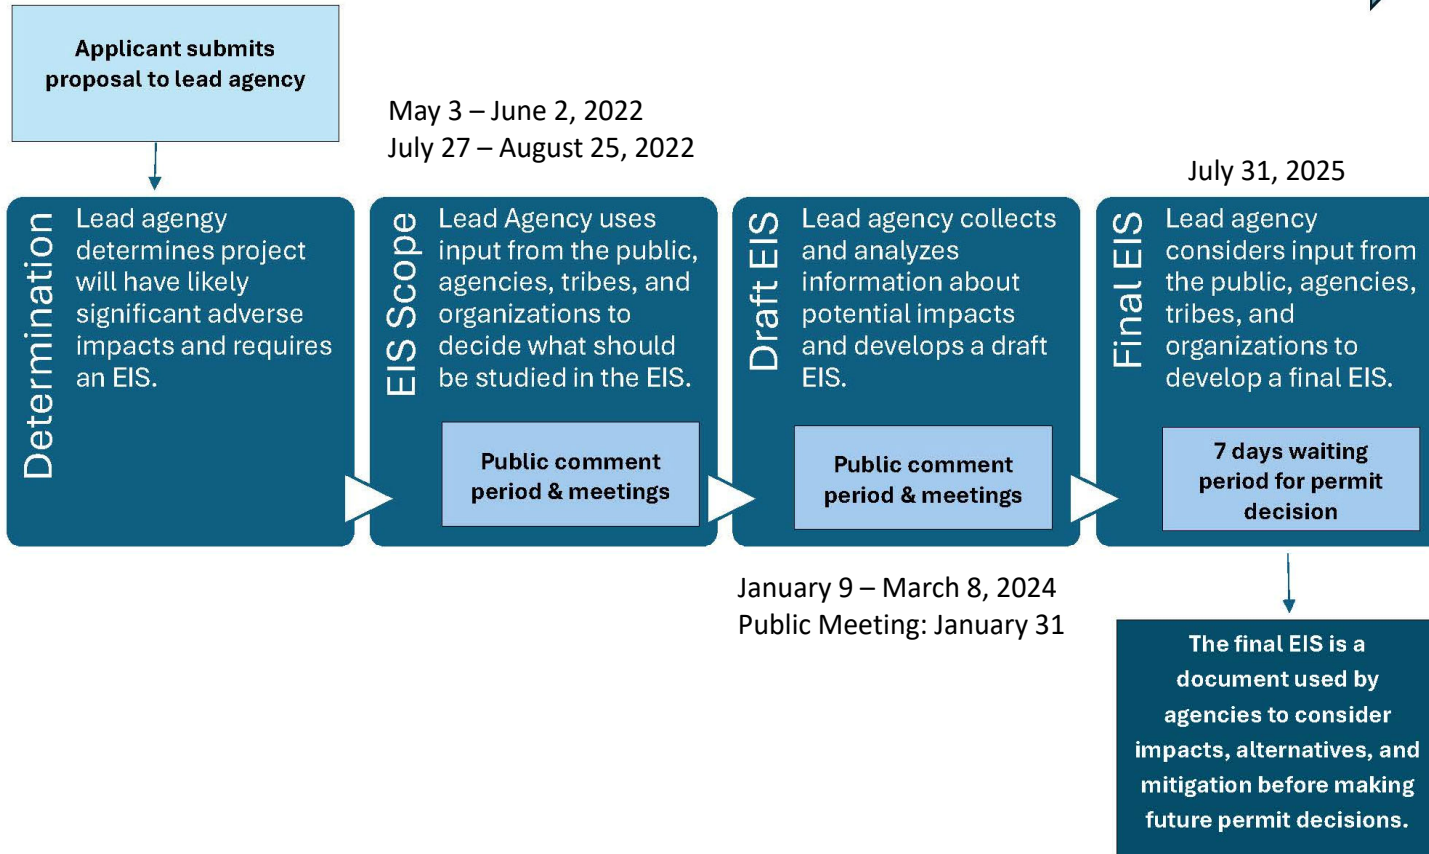 Applicant submits
proposal to lead agency
May 3 – June 2, 2022
July 27 – August 25, 2022
July 31, 2025
Determination
Lead agengy
determines project
will have likely
significant adverse
impacts and requires
an EIS.
EIS Scope
Lead Agency uses
input from the public,
agencies, tribes, and
organizations to
decide what should
be studied in the EIS.
Public comment
period & meetings
Draft EIS
Lead agency collects
and analyzes
information about
potential impacts
and develops a draft
EIS.
Public comment
period & meetings
Final EIS
Lead agency
considers input from
the public, agencies,
tribes, and
organizations to
develop a final EIS.
7 days waiting
period for permit
decision
January 9 – March 8, 2024
Public Meeting: January 31
The final EIS is a
document used by
agencies to consider
impacts, alternatives, and
mitigation before making
future permit decisions.